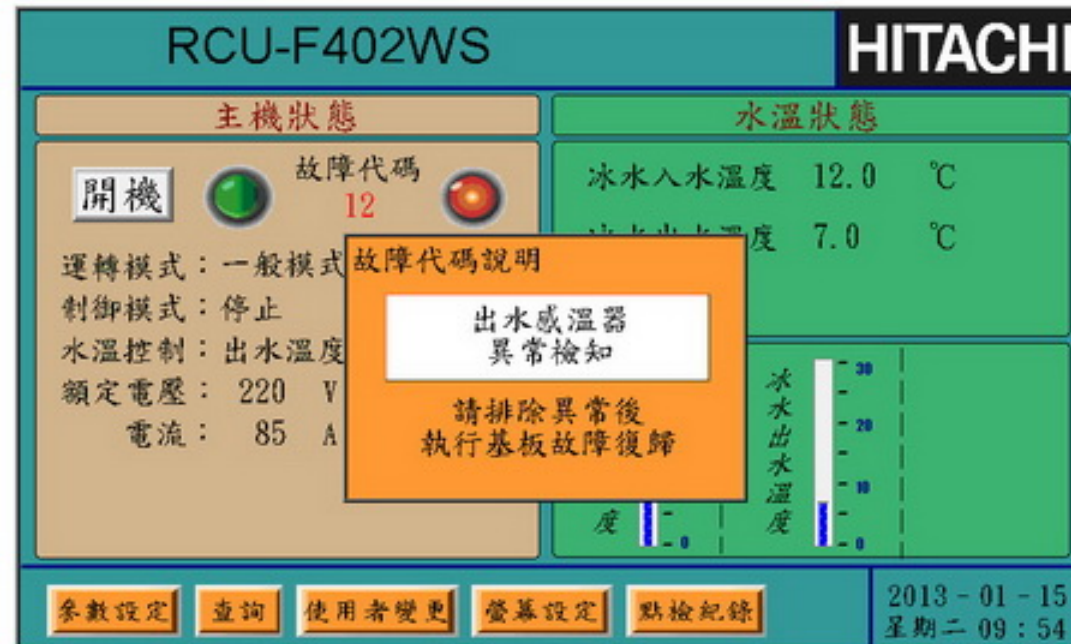 RCU-F402WS
HITACHI
主機狀態
水溫狀態
開機
故障代碼
12
冰水入水溫度 12.0 ℃
度 7.0 ℃
運轉模式：一般模式
制御模式：停止
水溫控制：出水溫度
額定電壓： 220 V
電流： 85 A
故障代碼說明
出水感溫器
異常檢知
請排除異常後
執行基板故障復歸
度
0
冰水出水溫度
30
20
10
0
參數設定
查詢
使用者變更
螢幕設定
點檢紀錄
2013-01-15
星期二 09:54